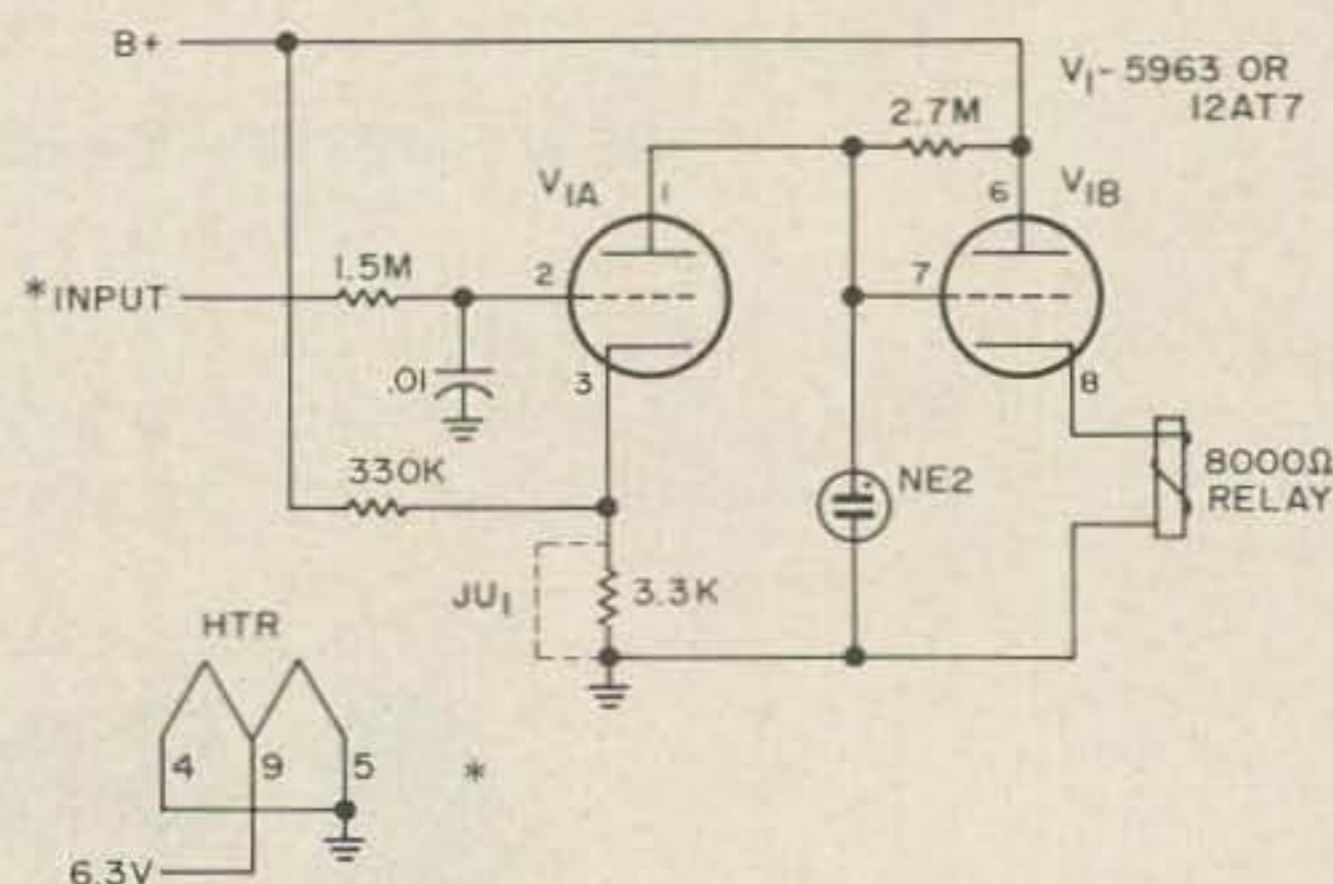 B+
V1- 5963 OR
12AT7
2.7M
V1A
1
6
V1B
1.5M
2
7
*INPUT
.01
3
8
330K
NE2
8000Ω
RELAY
JU1
3.3K
HTR
4
9
5
*
6.3V